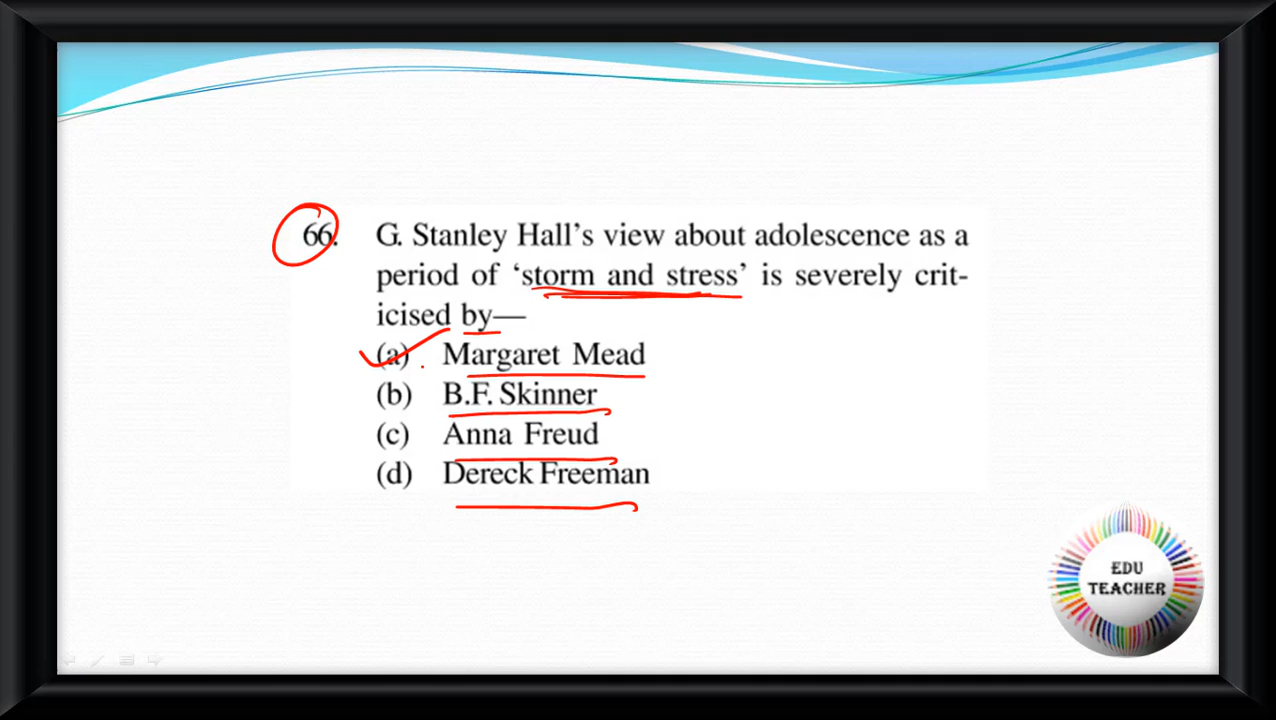 66. G. Stanley Hall's view about adolescence as a
period of ‘storm and stress’ is severely crit-
icised by—
(a) Margaret Mead
(b) B.F. Skinner
(c) Anna Freud
(d) Dereck Freeman
EDU
TEACHER